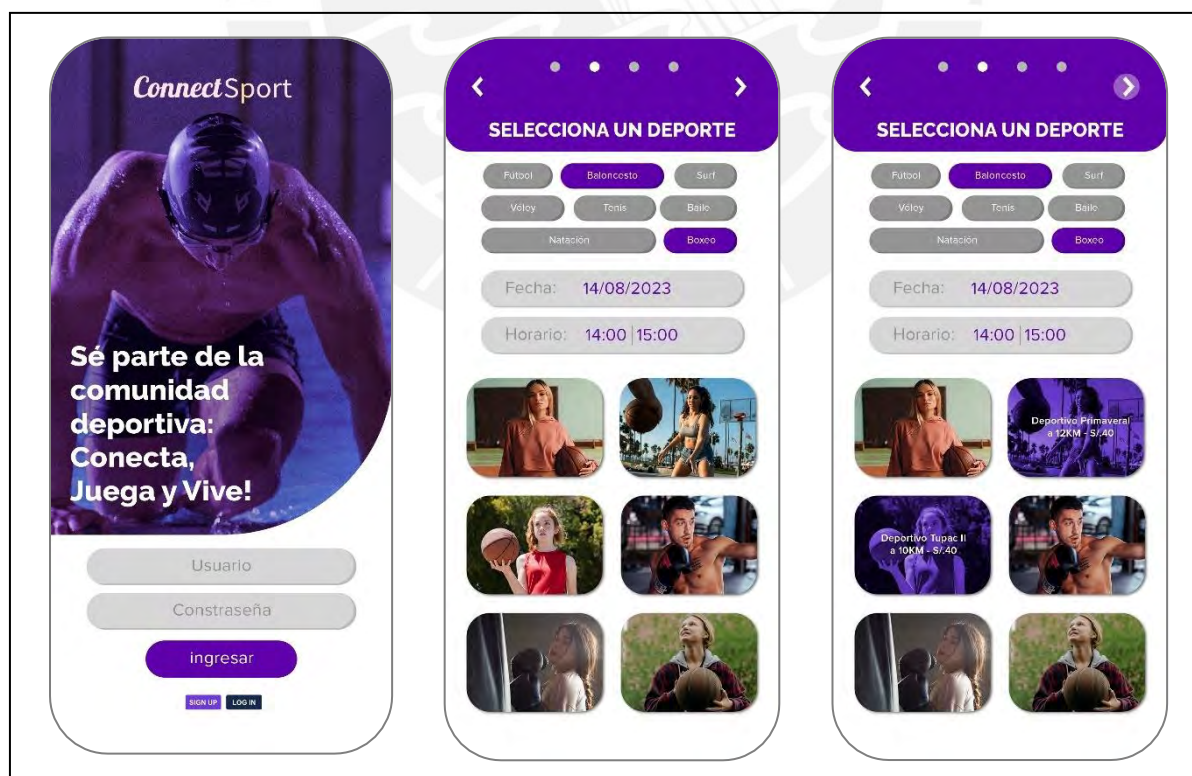 ConnectSport
Sé parte de la
comunidad
deportiva:
Conecta,
Juega y Vive!
Usuario
Constraseña
ingresar
SIGN UP LOG IN
SELECCIONA UN DEPORTE
Fútbol Baloncesto Surf
Vóley Tenis Baile
Natación Boxeo
Fecha: 14/08/2023
Horario: 14:00 | 15:00
SELECCIONA UN DEPORTE
Fútbol Baloncesto Surf
Vóley Tenis Baile
Natación Boxeo
Fecha: 14/08/2023
Horario: 14:00 | 15:00
Deportivo Primaveral
a 12KM - S/.40
Deportivo Tupac II
a 10KM - S/.40